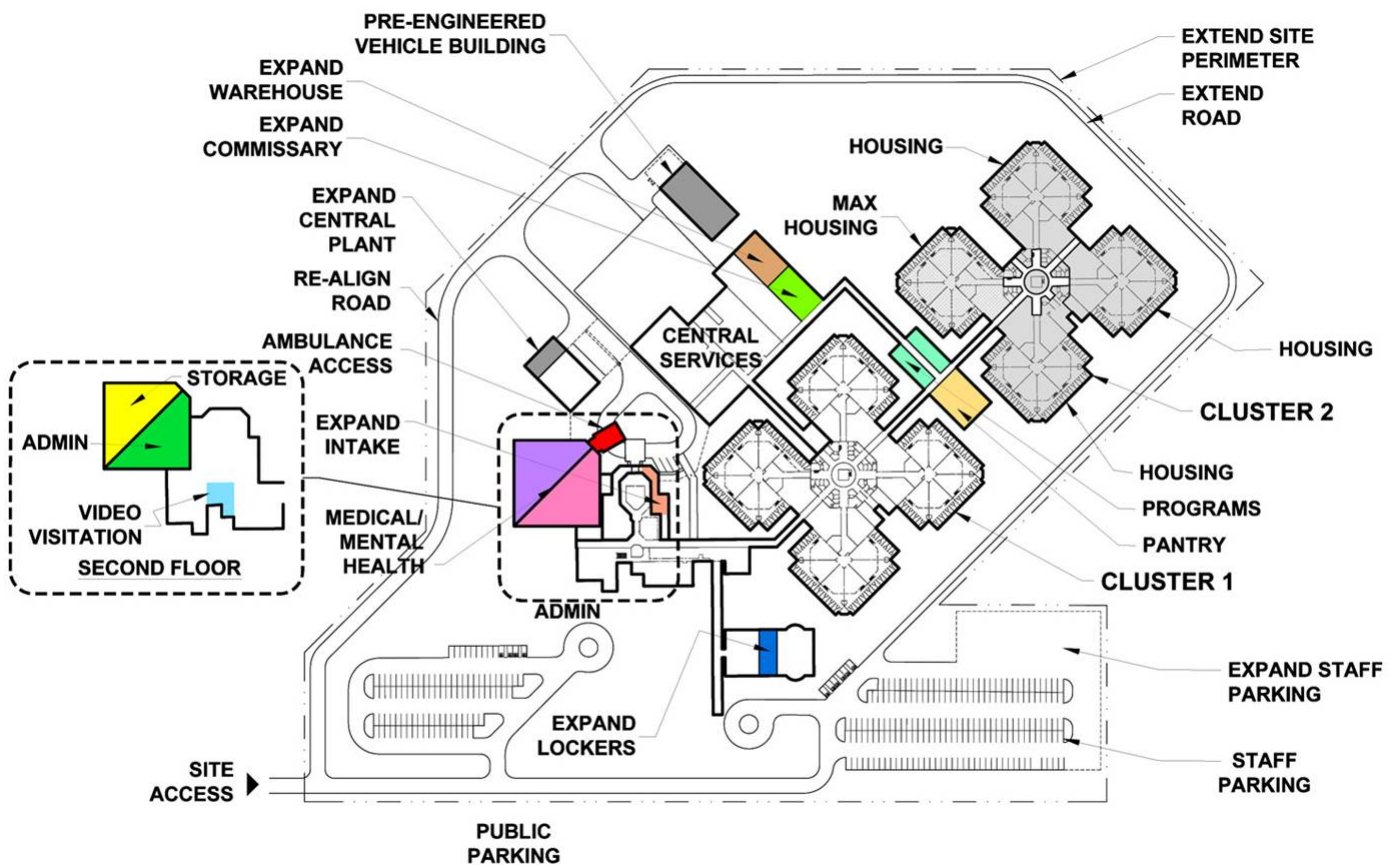 PRE-ENGINEERED
VEHICLE BUILDING
EXPAND
WAREHOUSE
EXPAND
COMMISSARY
EXPAND
CENTRAL
PLANT
RE-ALIGN
ROAD
AMBULANCE
ACCESS
EXPAND
INTAKE
STORAGE
ADMIN
VIDEO
VISITATION
SECOND FLOOR
MEDICAL/
MENTAL
HEALTH
ADMIN
CENTRAL
SERVICES
EXTEND SITE
PERIMETER
EXTEND
ROAD
HOUSING
MAX
HOUSING
HOUSING
CLUSTER 2
HOUSING
PROGRAMS
PANTRY
CLUSTER 1
EXPAND STAFF
PARKING
STAFF
PARKING
EXPAND
LOCKERS
SITE
ACCESS
PUBLIC
PARKING